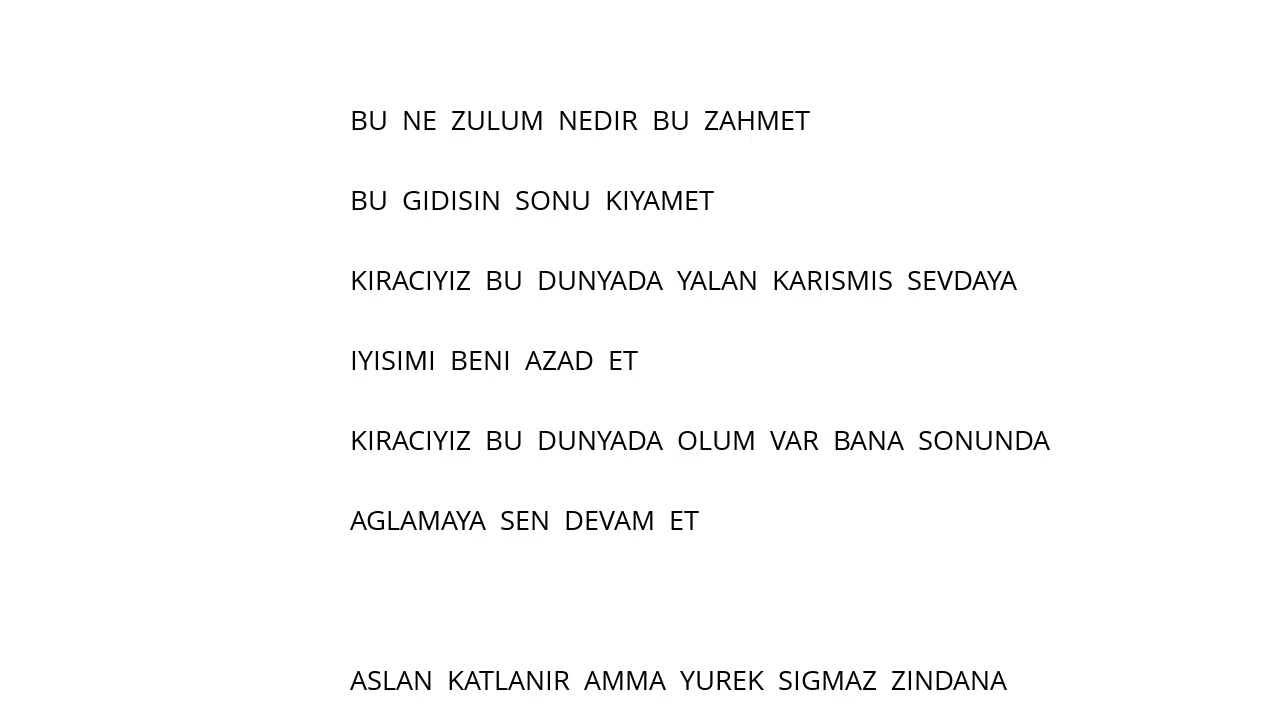 BU NE ZULUM NEDIR BU ZAHMET
BU GIDISIN SONU KIYAMET
KIRACIYIZ BU DUNYADA YALAN KARISMIS SEVDAYA
IYISIMI BENI AZAD ET
KIRACIYIZ BU DUNYADA OLUM VAR BANA SONUNDA
AGLAMAYA SEN DEVAM ET
ASLAN KATLANIR AMMA YUREK SIGMAZ ZINDANA